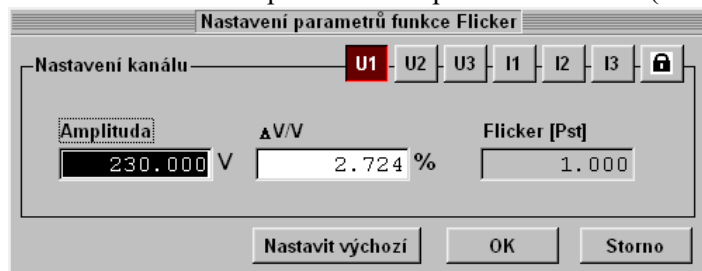 Nastavení parametrů funkce Flicker
Nastavení kanálu U1 U2 U3 I1 I2 I3
Amplituda ΔV/V Flicker [Pst]
230.000 V 2.724 % 1.000
Nastavit výchozí OK Storno